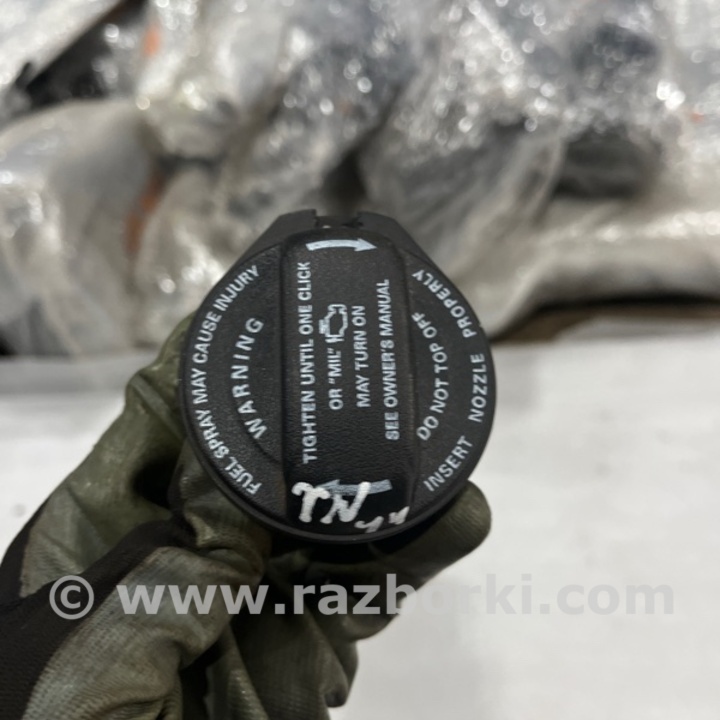 FUEL SPRAY MAY CAUSE INJURY
WARNING
TIGHTEN UNTIL ONE CLICK
OR "MIL"
MAY TURN ON
SEE OWNER'S MANUAL
DO NOT TOP OFF
INSERT NOZZLE PROPERLY
© www.razborki.com